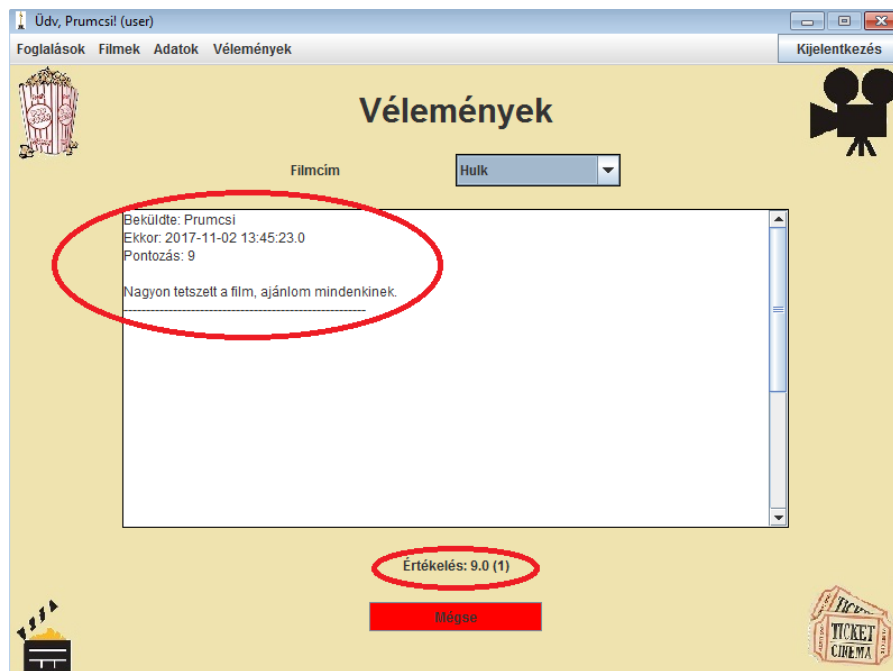 Üdv, Prumcsi! (user)
Foglalások Filmek Adatok Vélemények Kijelentkezés
Vélemények
Filmcím Hulk
Beküldte: Prumcsi
Ekkor: 2017-11-02 13:45:23.0
Pontozás: 9
Nagyon tetszett a film, ajánlom mindenkinek.
--------------------------------------------------------
Értékelés: 9.0 (1)
Mégse
TICKET
CINEMA